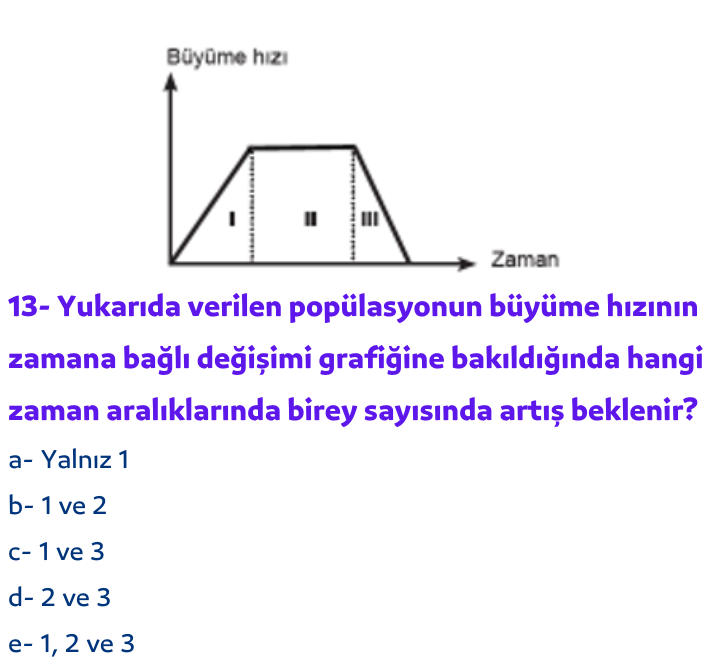 Büyüme hızı
I
II
III
Zaman
13- Yukarıda verilen popülasyonun büyüme hızının
zamana bağlı değişimi grafiğine bakıldığında hangi
zaman aralıklarında birey sayısında artış beklenir?
a- Yalnız 1
b- 1 ve 2
c- 1 ve 3
d- 2 ve 3
e- 1, 2 ve 3